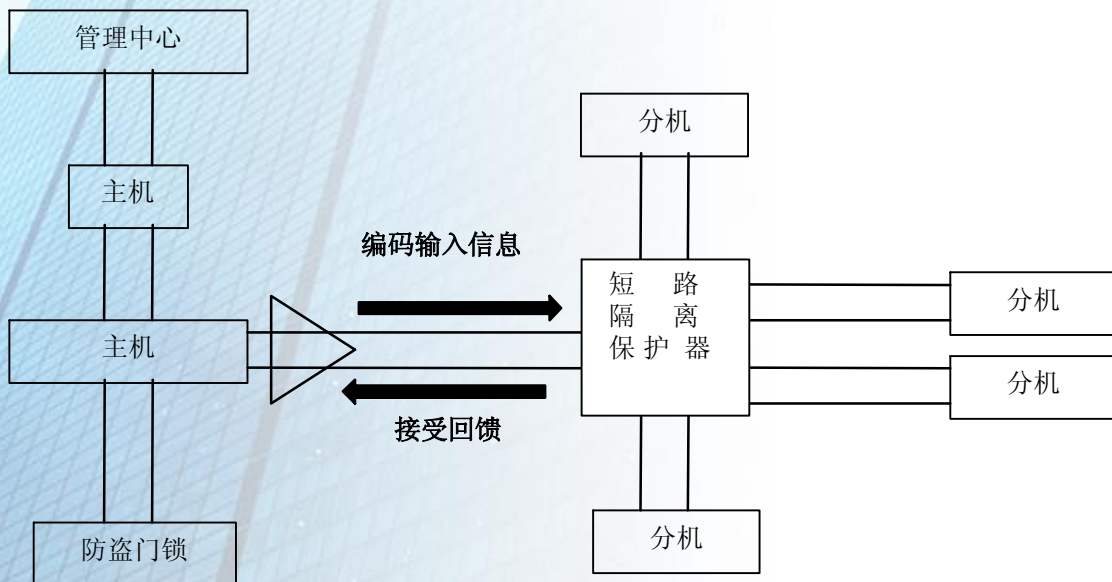 管理中心
分机
主机
编码输入信息
短 路
隔 离
保护 器
分机
主机
分机
接受回馈
分机
防盗门锁